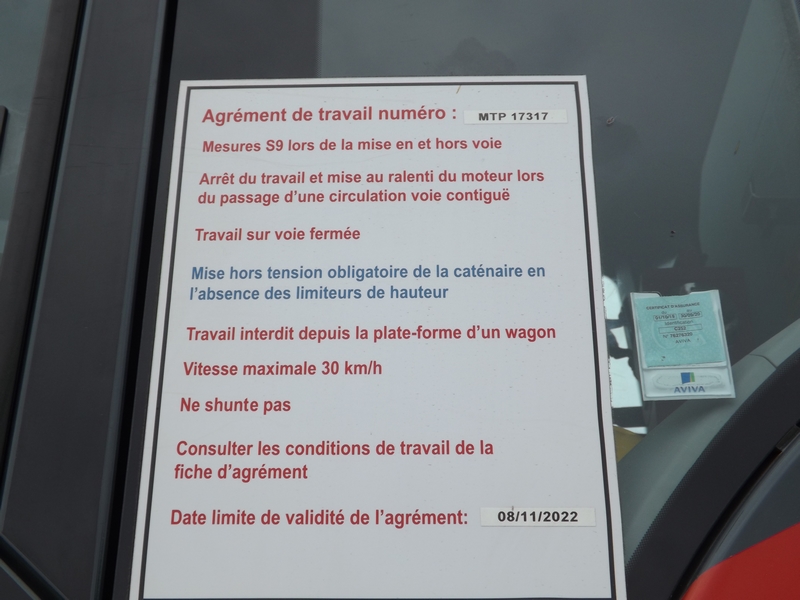 Agrément de travail numéro : MTP 17317
Mesures S9 lors de la mise en et hors voie
Arrêt du travail et mise au ralenti du moteur lors
du passage d'une circulation voie contiguë
Travail sur voie fermée
Mise hors tension obligatoire de la caténaire en
l'absence des limiteurs de hauteur
Travail interdit depuis la plate-forme d'un wagon
Vitesse maximale 30 km/h
Ne shunte pas
Consulter les conditions de travail de la
fiche d'agrément
Date limite de validité de l'agrément: 08/11/2022
CERTIFICAT D'ASSURANCE
AVIVA